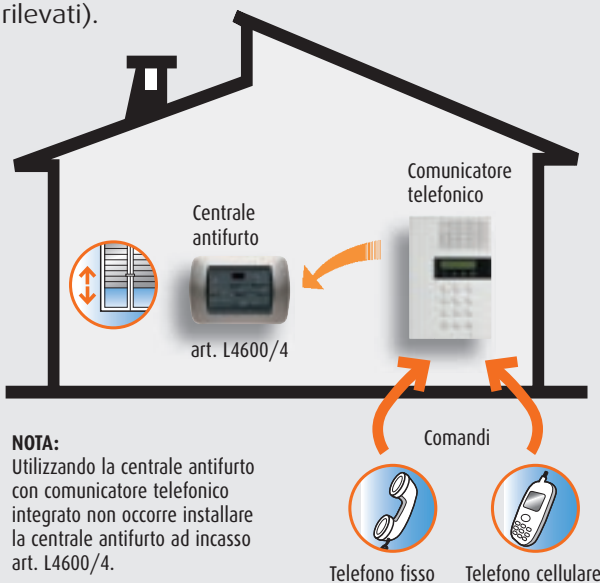 rilevati).
Comunicatore
telefonico
Centrale
antifurto
art. L4600/4
Comandi
NOTA:
Utilizzando la centrale antifurto
con comunicatore telefonico
integrato non occorre installare
la centrale antifurto ad incasso
art. L4600/4.
Telefono fisso
Telefono cellulare